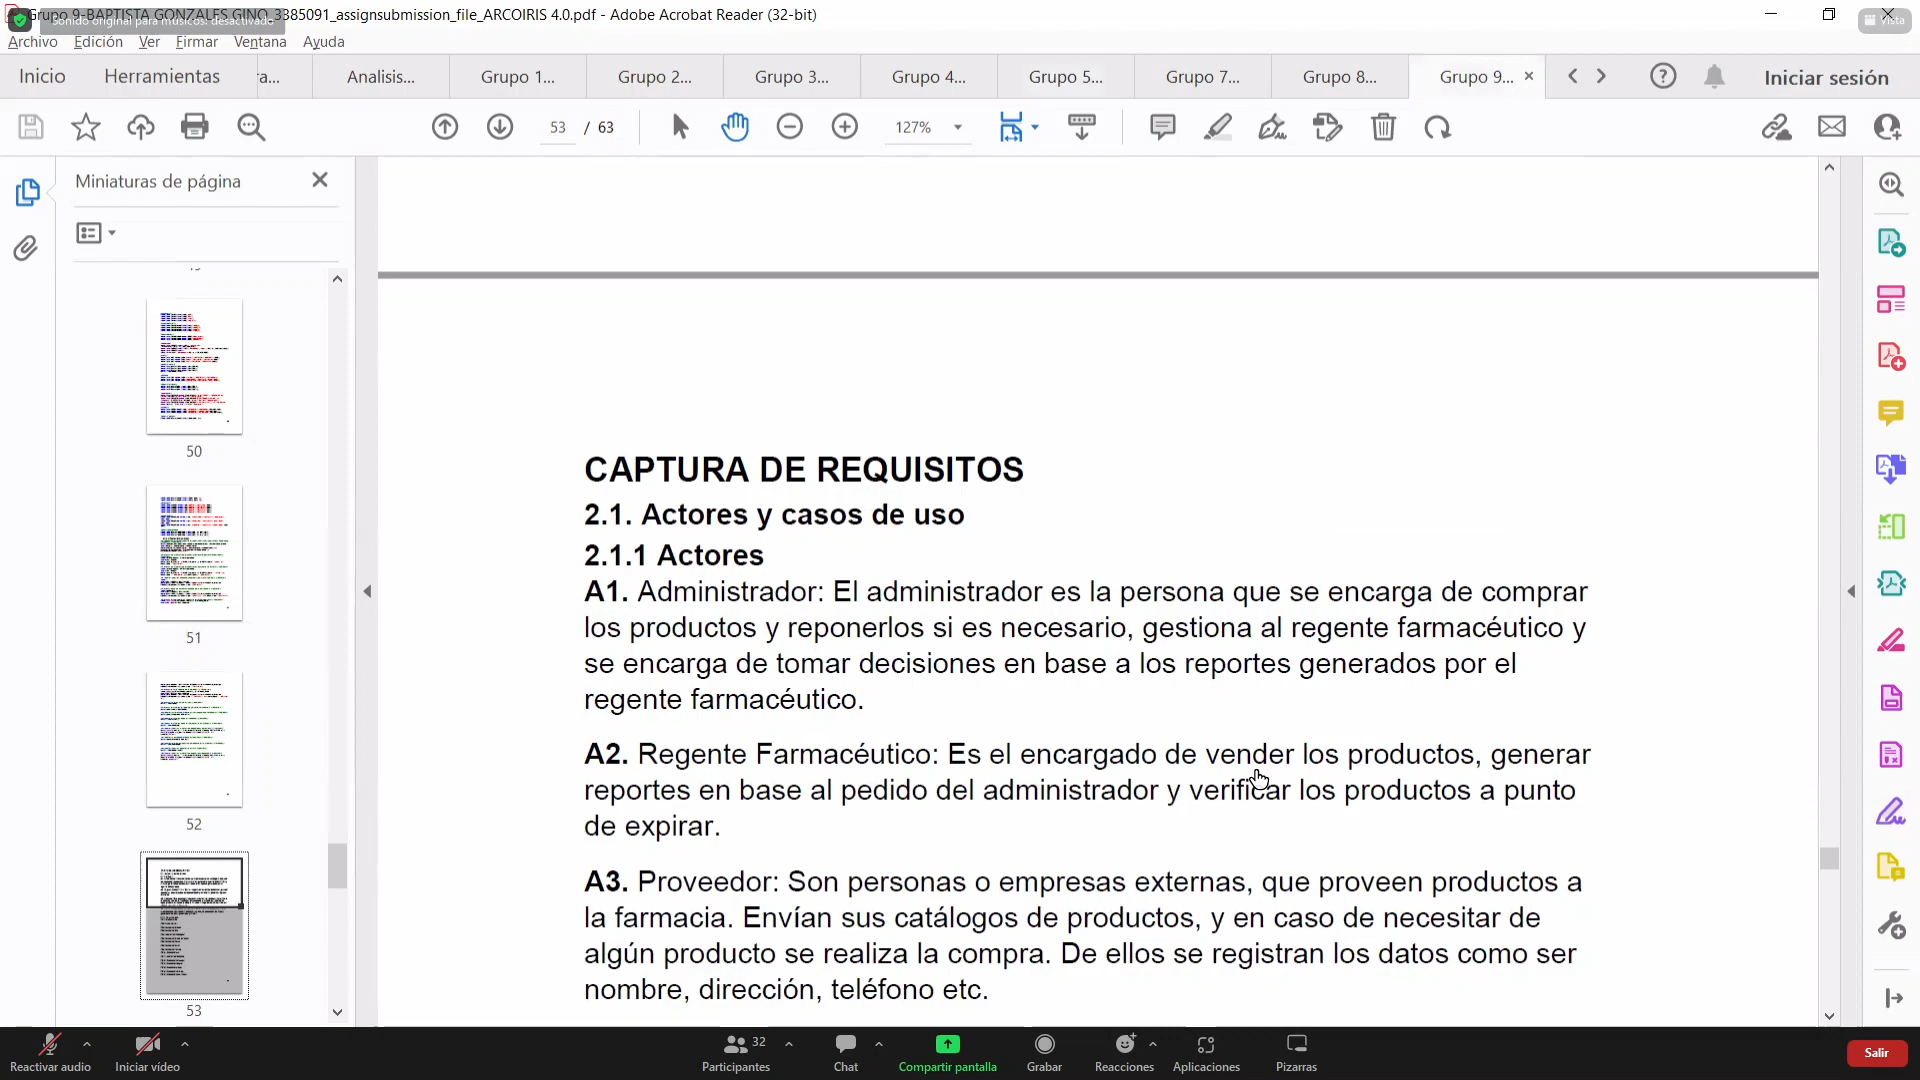 Grupo 9-BAPTISTA GONZALES GINO_3385091_assignsubmission_file_ARCOIRIS 4.0.pdf - Adobe Acrobat Reader (32-bit)
Sonido original para músicos: desactivado
Vista
Archivo Edición Ver Firmar Ventana Ayuda
Inicio Herramientas ra... Analisis... Grupo 1... Grupo 2... Grupo 3... Grupo 4... Grupo 5... Grupo 7... Grupo 8... Grupo 9... Iniciar sesión
53 / 63 127%
Miniaturas de página
50
51
52
53
CAPTURA DE REQUISITOS
2.1. Actores y casos de uso
2.1.1 Actores
A1. Administrador: El administrador es la persona que se encarga de comprar
los productos y reponerlos si es necesario, gestiona al regente farmacéutico y
se encarga de tomar decisiones en base a los reportes generados por el
regente farmacéutico.
A2. Regente Farmacéutico: Es el encargado de vender los productos, generar
reportes en base al pedido del administrador y verificar los productos a punto
de expirar.
A3. Proveedor: Son personas o empresas externas, que proveen productos a
la farmacia. Envían sus catálogos de productos, y en caso de necesitar de
algún producto se realiza la compra. De ellos se registran los datos como ser
nombre, dirección, teléfono etc.
Reactivar audio Iniciar vídeo Participantes 32 Chat Compartir pantalla Grabar Reacciones Aplicaciones Pizarras Salir